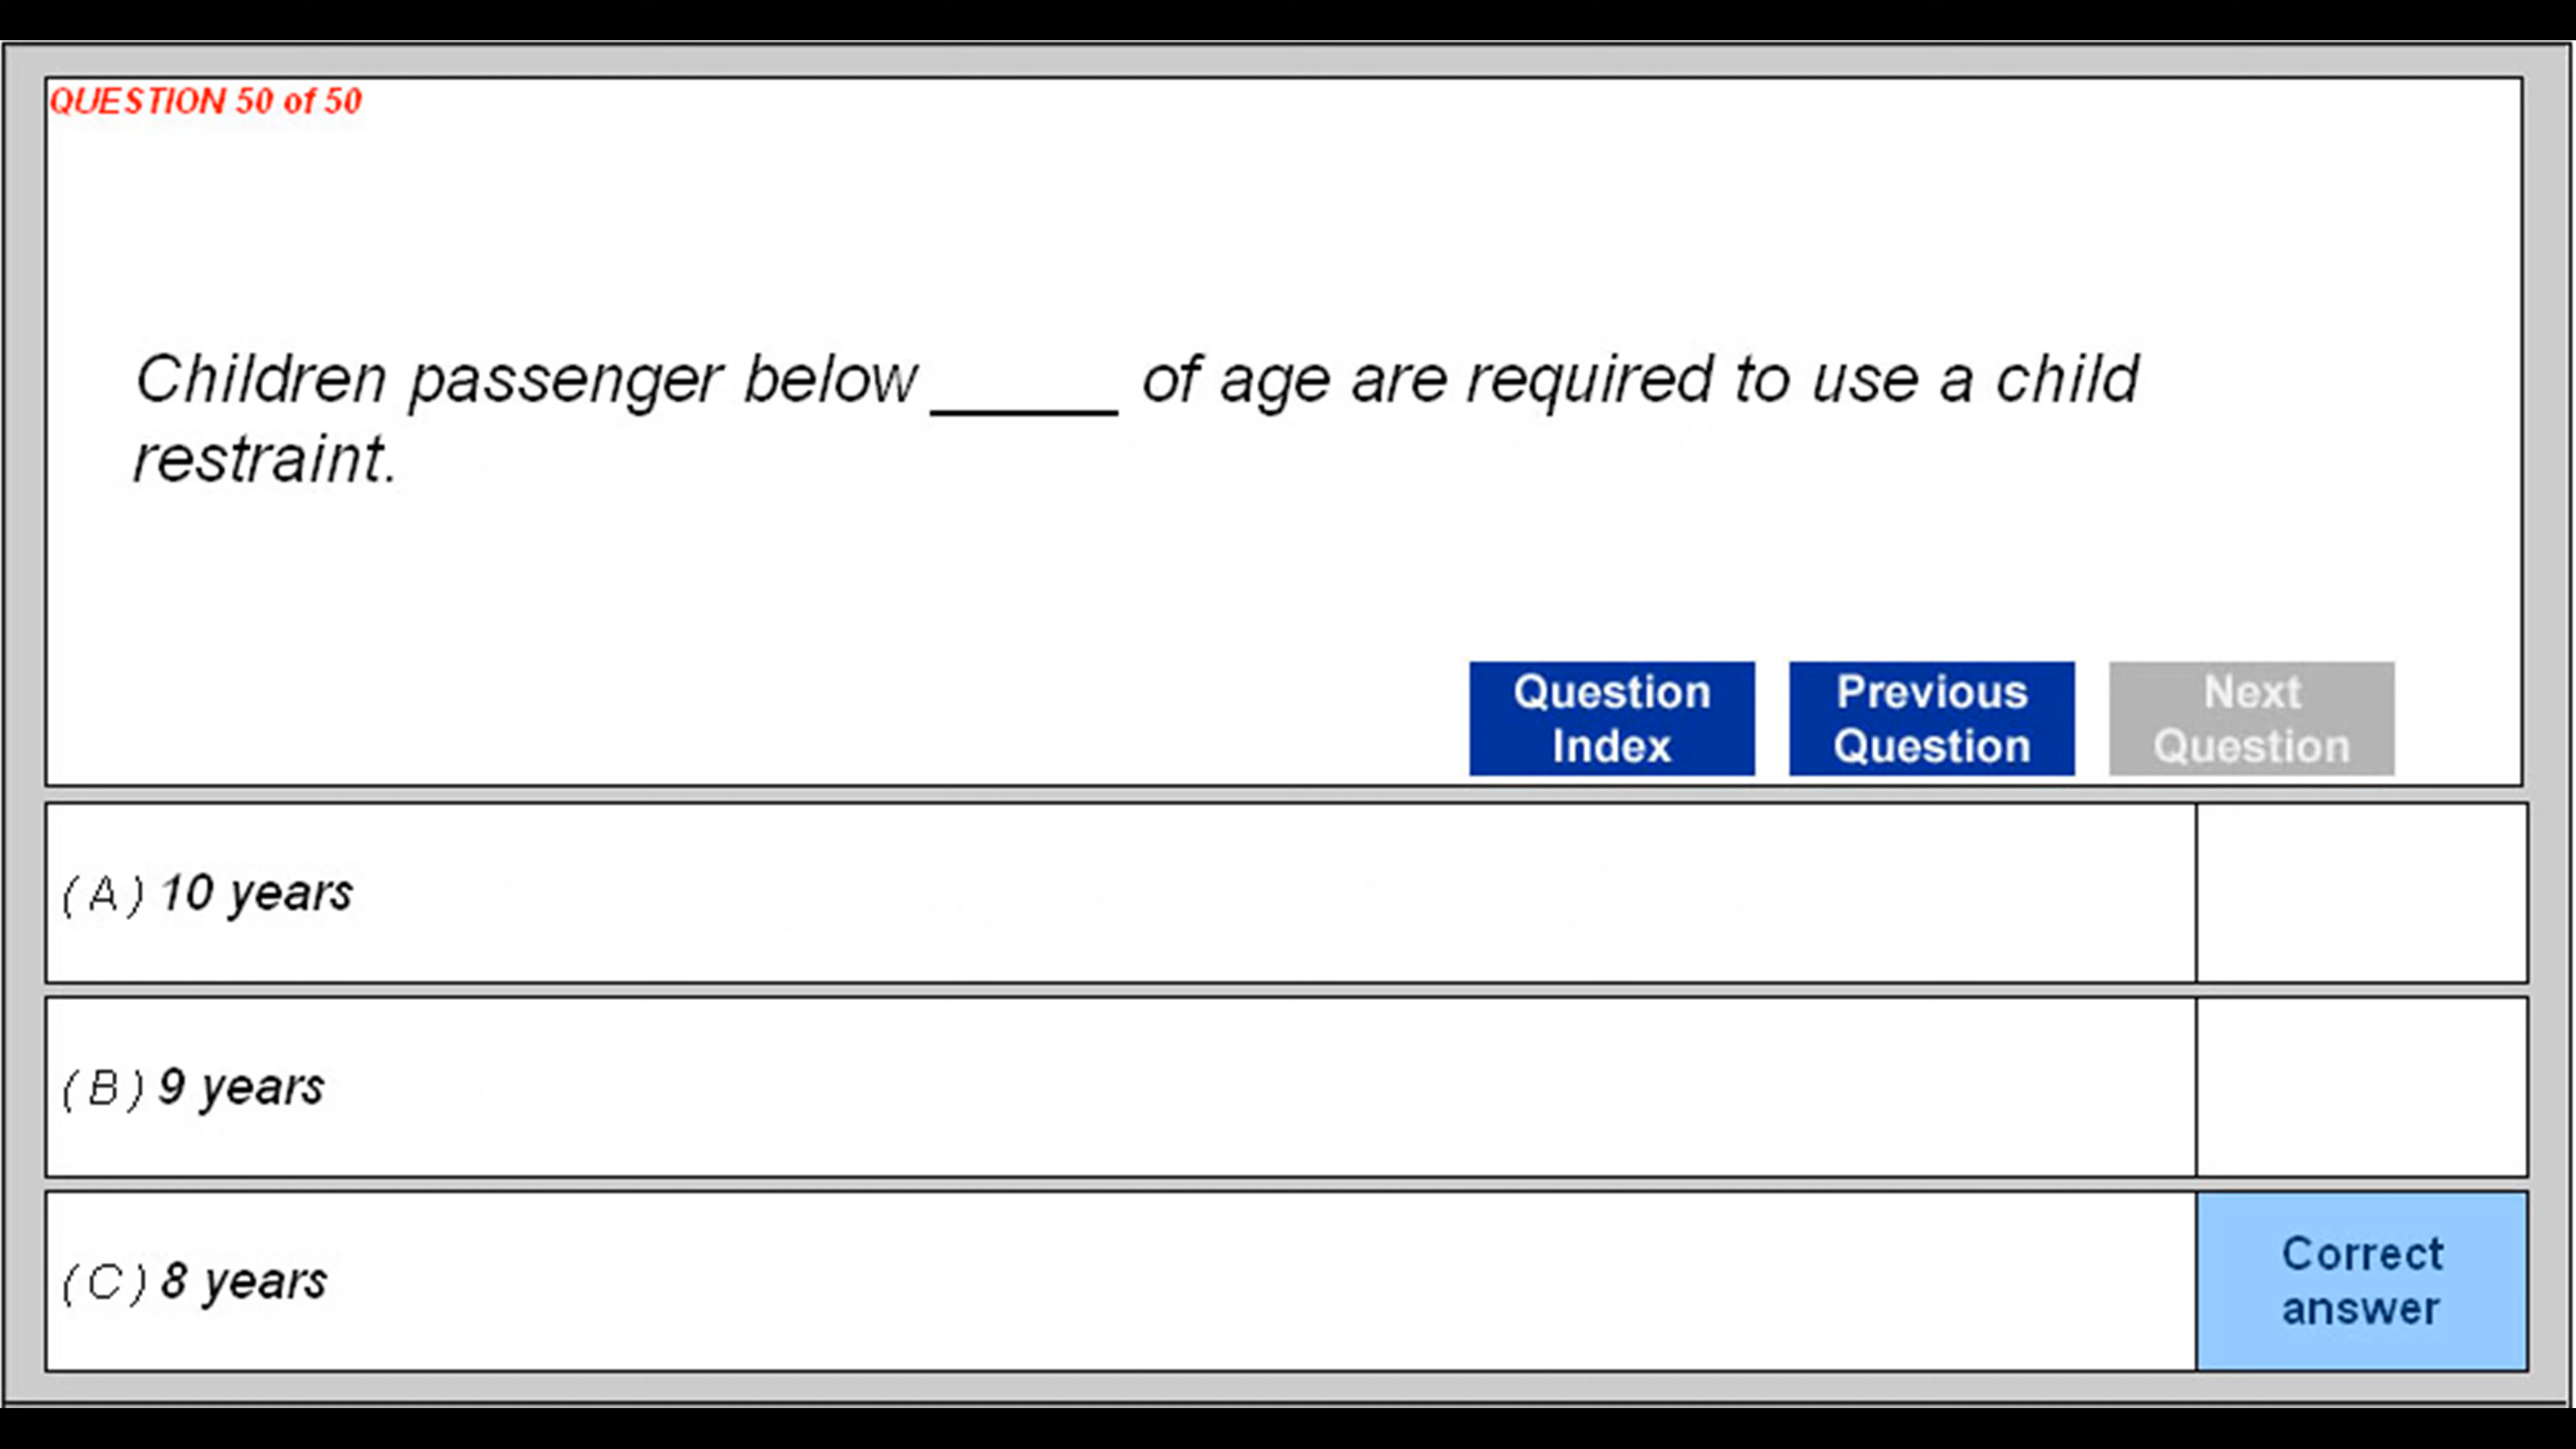 QUESTION 50 of 50
Children passenger below _____ of age are required to use a child
restraint.
Question
Index
Previous
Question
Next
Question
(A) 10 years
(B) 9 years
(C) 8 years
Correct
answer